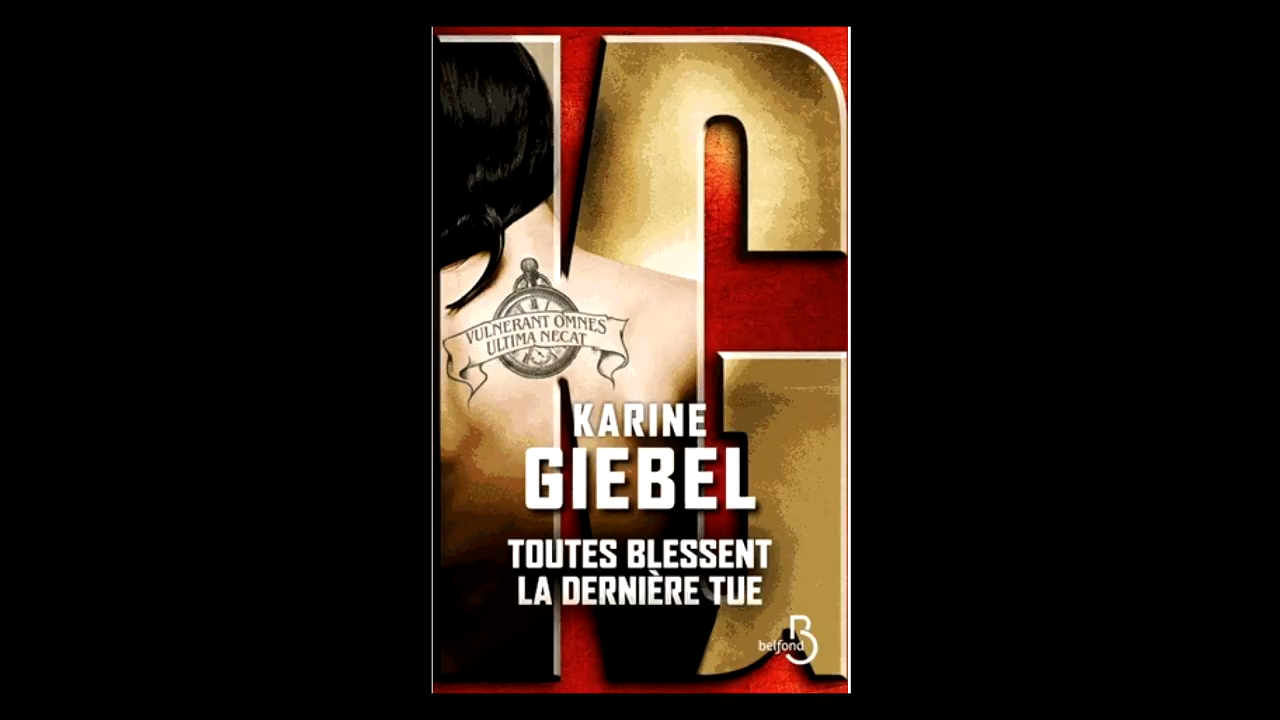 VULNERANT OMNES
ULTIMA NECAT
KARINE
GIEBEL
TOUTES BLESSENT
LA DERNIÈRE TUE
belfond